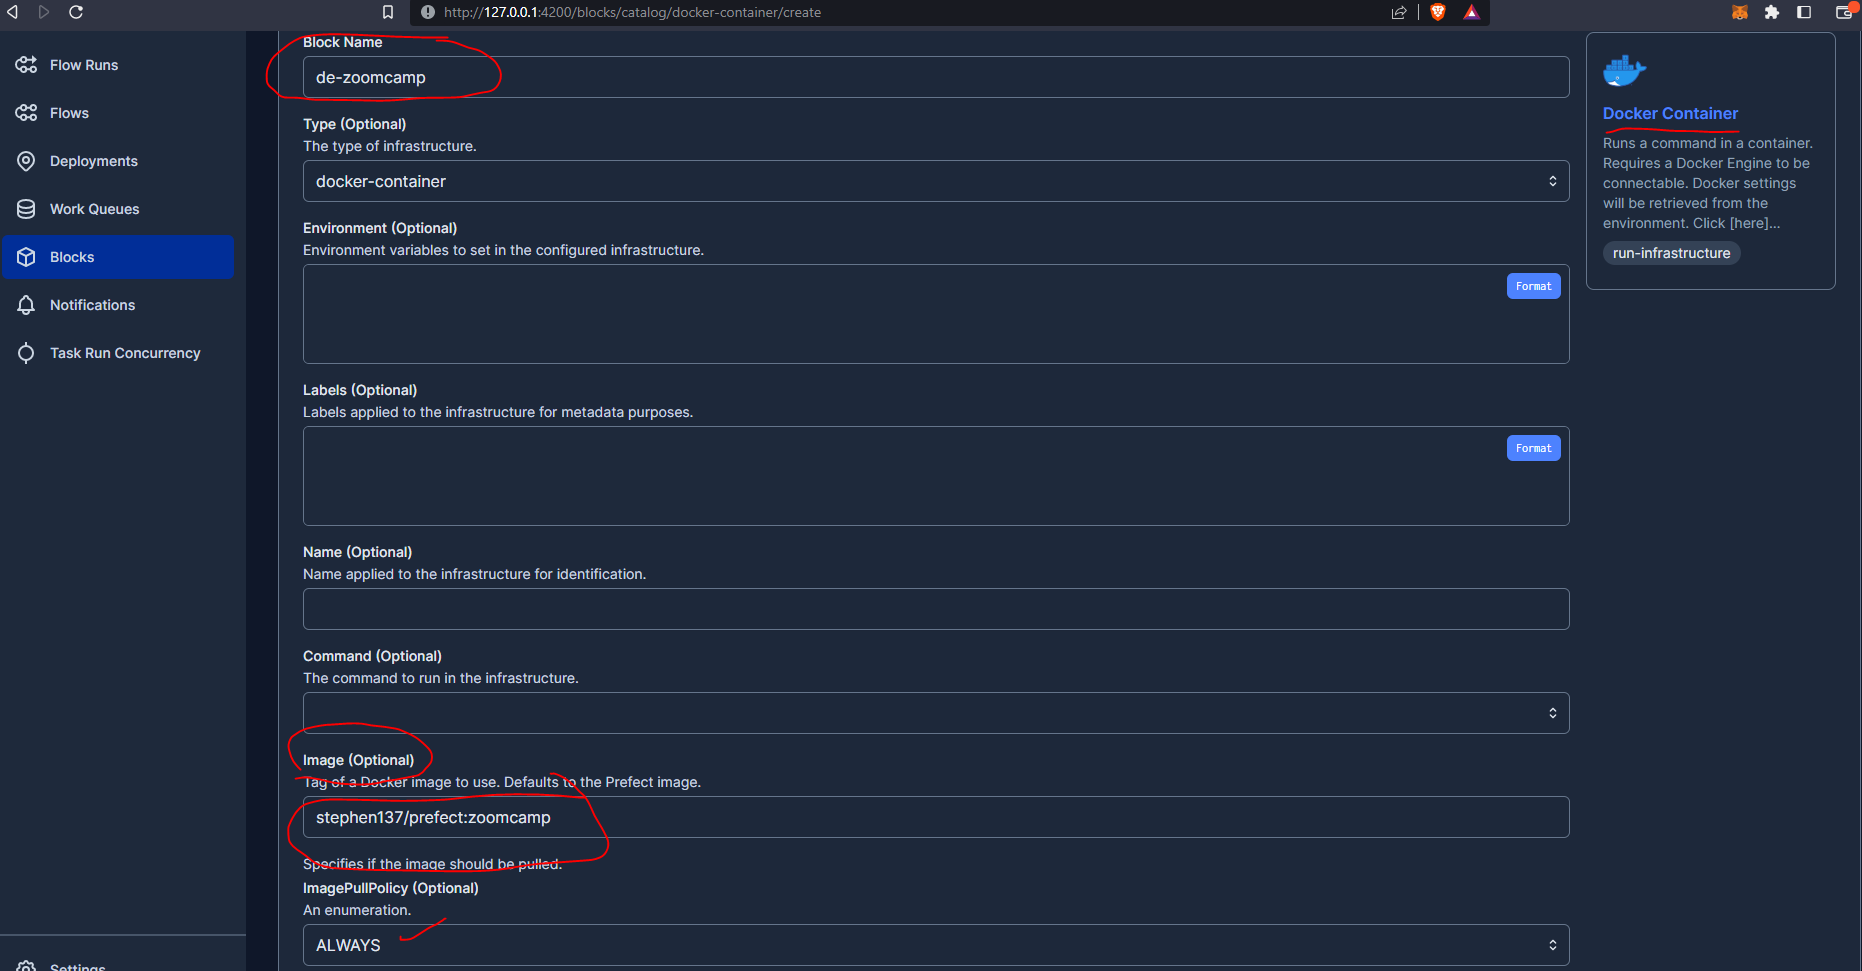 http://127.0.0.1:4200/blocks/catalog/docker-container/create
Flow Runs
Flows
Deployments
Work Queues
Blocks
Notifications
Task Run Concurrency
Settings
Block Name
de-zoomcamp
Type (Optional)
The type of infrastructure.
docker-container
Environment (Optional)
Environment variables to set in the configured infrastructure.
Format
Labels (Optional)
Labels applied to the infrastructure for metadata purposes.
Format
Name (Optional)
Name applied to the infrastructure for identification.
Command (Optional)
The command to run in the infrastructure.
Image (Optional)
Tag of a Docker image to use. Defaults to the Prefect image.
stephen137/prefect:zoomcamp
Specifies if the image should be pulled.
ImagePullPolicy (Optional)
An enumeration.
ALWAYS
Docker Container
Runs a command in a container.
Requires a Docker Engine to be
connectable. Docker settings
will be retrieved from the
environment. Click [here]...
run-infrastructure